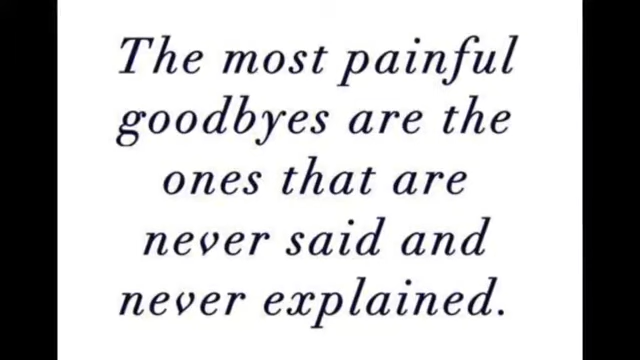 The most painful
goodbyes are the
ones that are
never said and
never explained.